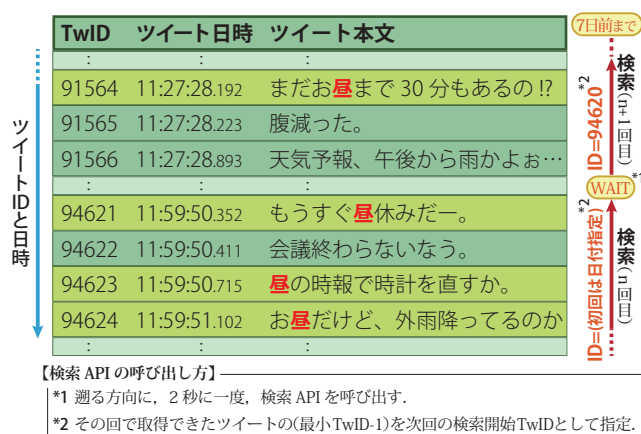 TwID ツイート日時 ツイート本文
: : :
91564 11:27:28.192 まだお昼まで 30 分もあるの !?
91565 11:27:28.223 腹減った。
91566 11:27:28.893 天気予報、午後から雨かよぉ…
: : :
94621 11:59:50.352 もうすぐ昼休みだー。
94622 11:59:50.411 会議終わらないなう。
94623 11:59:50.715 昼の時報で時計を直すか。
94624 11:59:51.102 お昼だけど、外雨降ってるのか
: : :
ツイートIDと日時
7日前まで
検索(n+1回目)
ID=94620 *2
WAIT *1
検索(n回目)
ID=(初回は日付指定) *2
【検索 API の呼び出し方】
*1 遡る方向に，2 秒に一度，検索 API を呼び出す．
*2 その回で取得できたツイートの(最小TwID-1)を次回の検索開始TwIDとして指定．